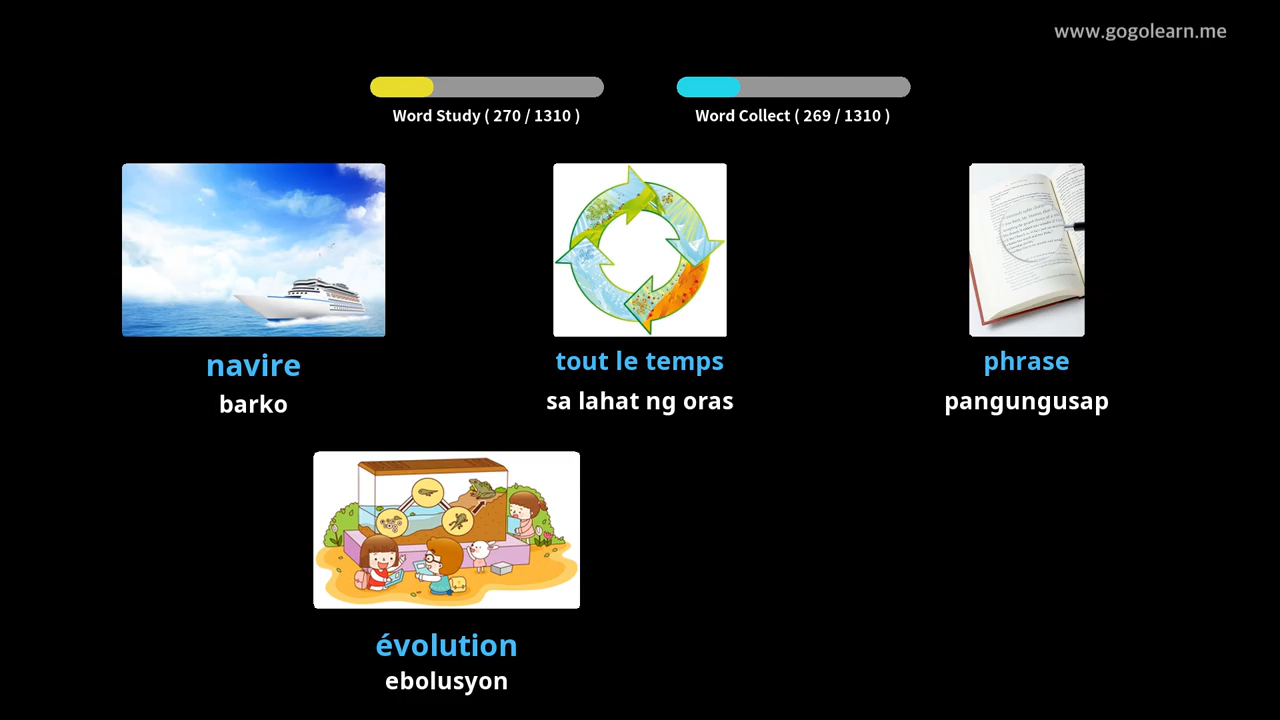 www.gogolearn.me
Word Study ( 270 / 1310 )
Word Collect ( 269 / 1310 )
navire
barko
tout le temps
sa lahat ng oras
phrase
pangungusap
évolution
ebolusyon